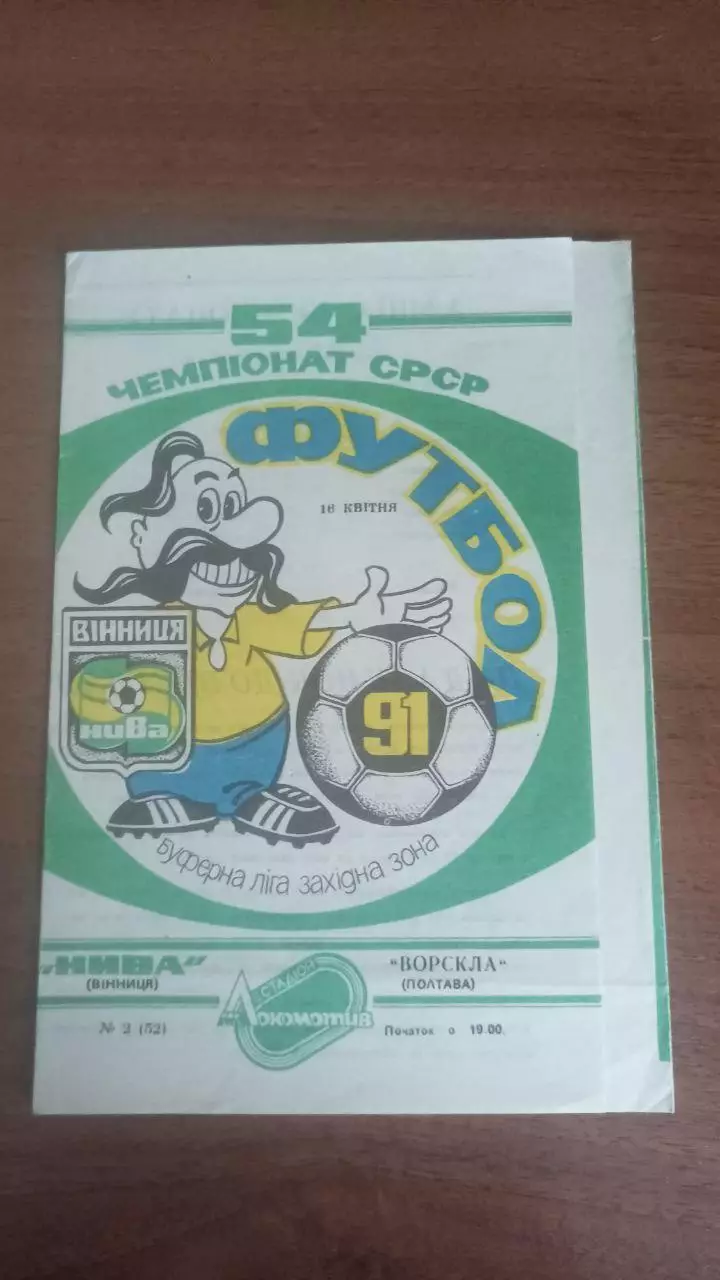 54
ЧЕМПІОНАТ СРСР
ФУТБОЛ
16 КВІТНЯ
ВІННИЦЯ
нива
91
Буферна ліга західна зона
„НИВА"
(ВІННИЦЯ)
СТАДІОН
Локомотив
"ВОРСКЛА"
(ПОЛТАВА)
№ 2 (52)
Початок о 19.00.